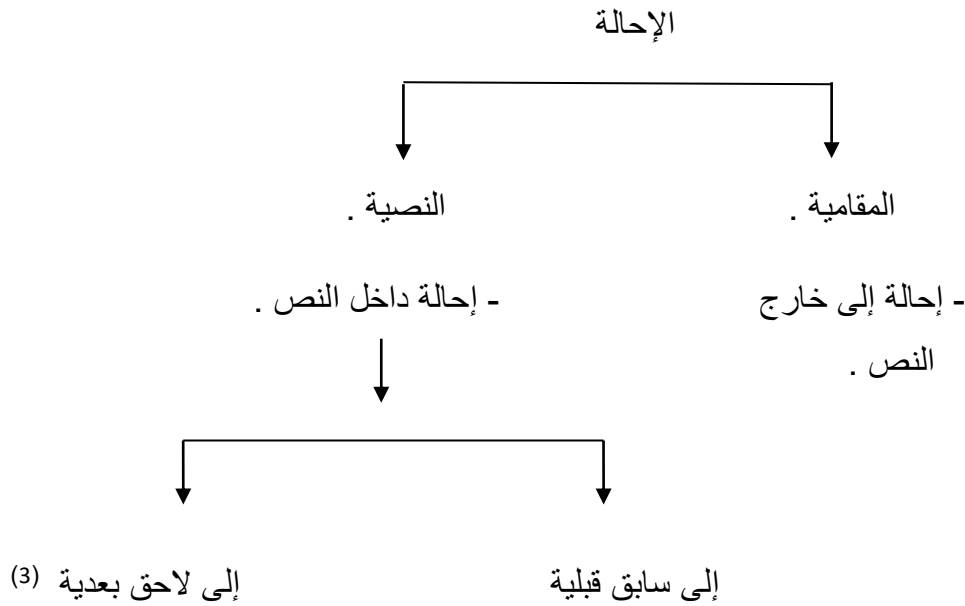 الإحالة
المقامية .
النصية .
- إحالة إلى خارج
النص .
- إحالة داخل النص .
إلى سابق قبلية
إلى لاحق بعدية (3)